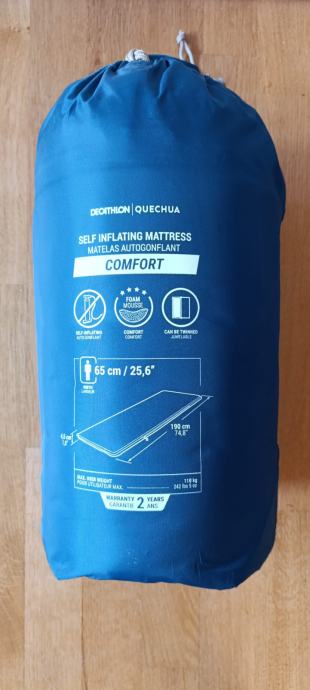 DECATHLON | QUECHUA
SELF INFLATING MATTRESS
MATELAS AUTOGONFLANT
COMFORT
SELF-INFLATING
AUTOGONFLANT
FOAM
MOUSSE
COMFORT
CONFORT
CAN BE TWINNED
JUMELABLE
65 cm / 25,6"
WIDTH
LARGEUR
190 cm
74,8"
MAX. USER WEIGHT
POIDS UTILISATEUR MAX.
110 kg
242 lbs 5 oz
WARRANTY 2 YEARS
GARANTIE 2 ANS